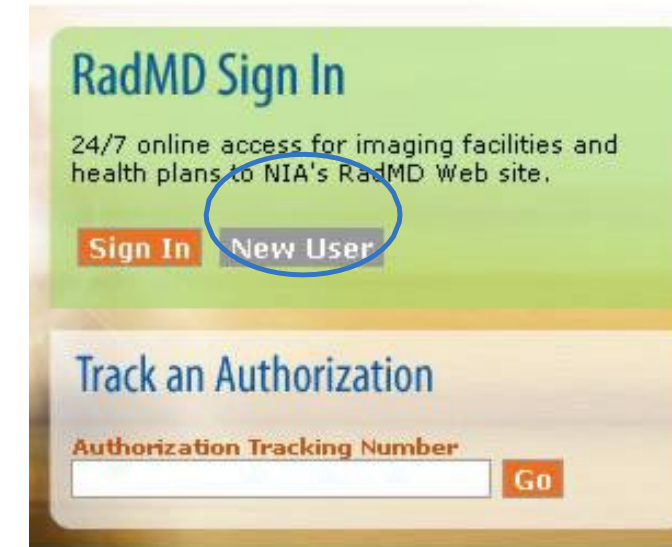 RadMD Sign In
24/7 online access for imaging facilities and
health plans to NIA's RadMD Web site.
Sign In New User
Track an Authorization
Authorization Tracking Number
Go